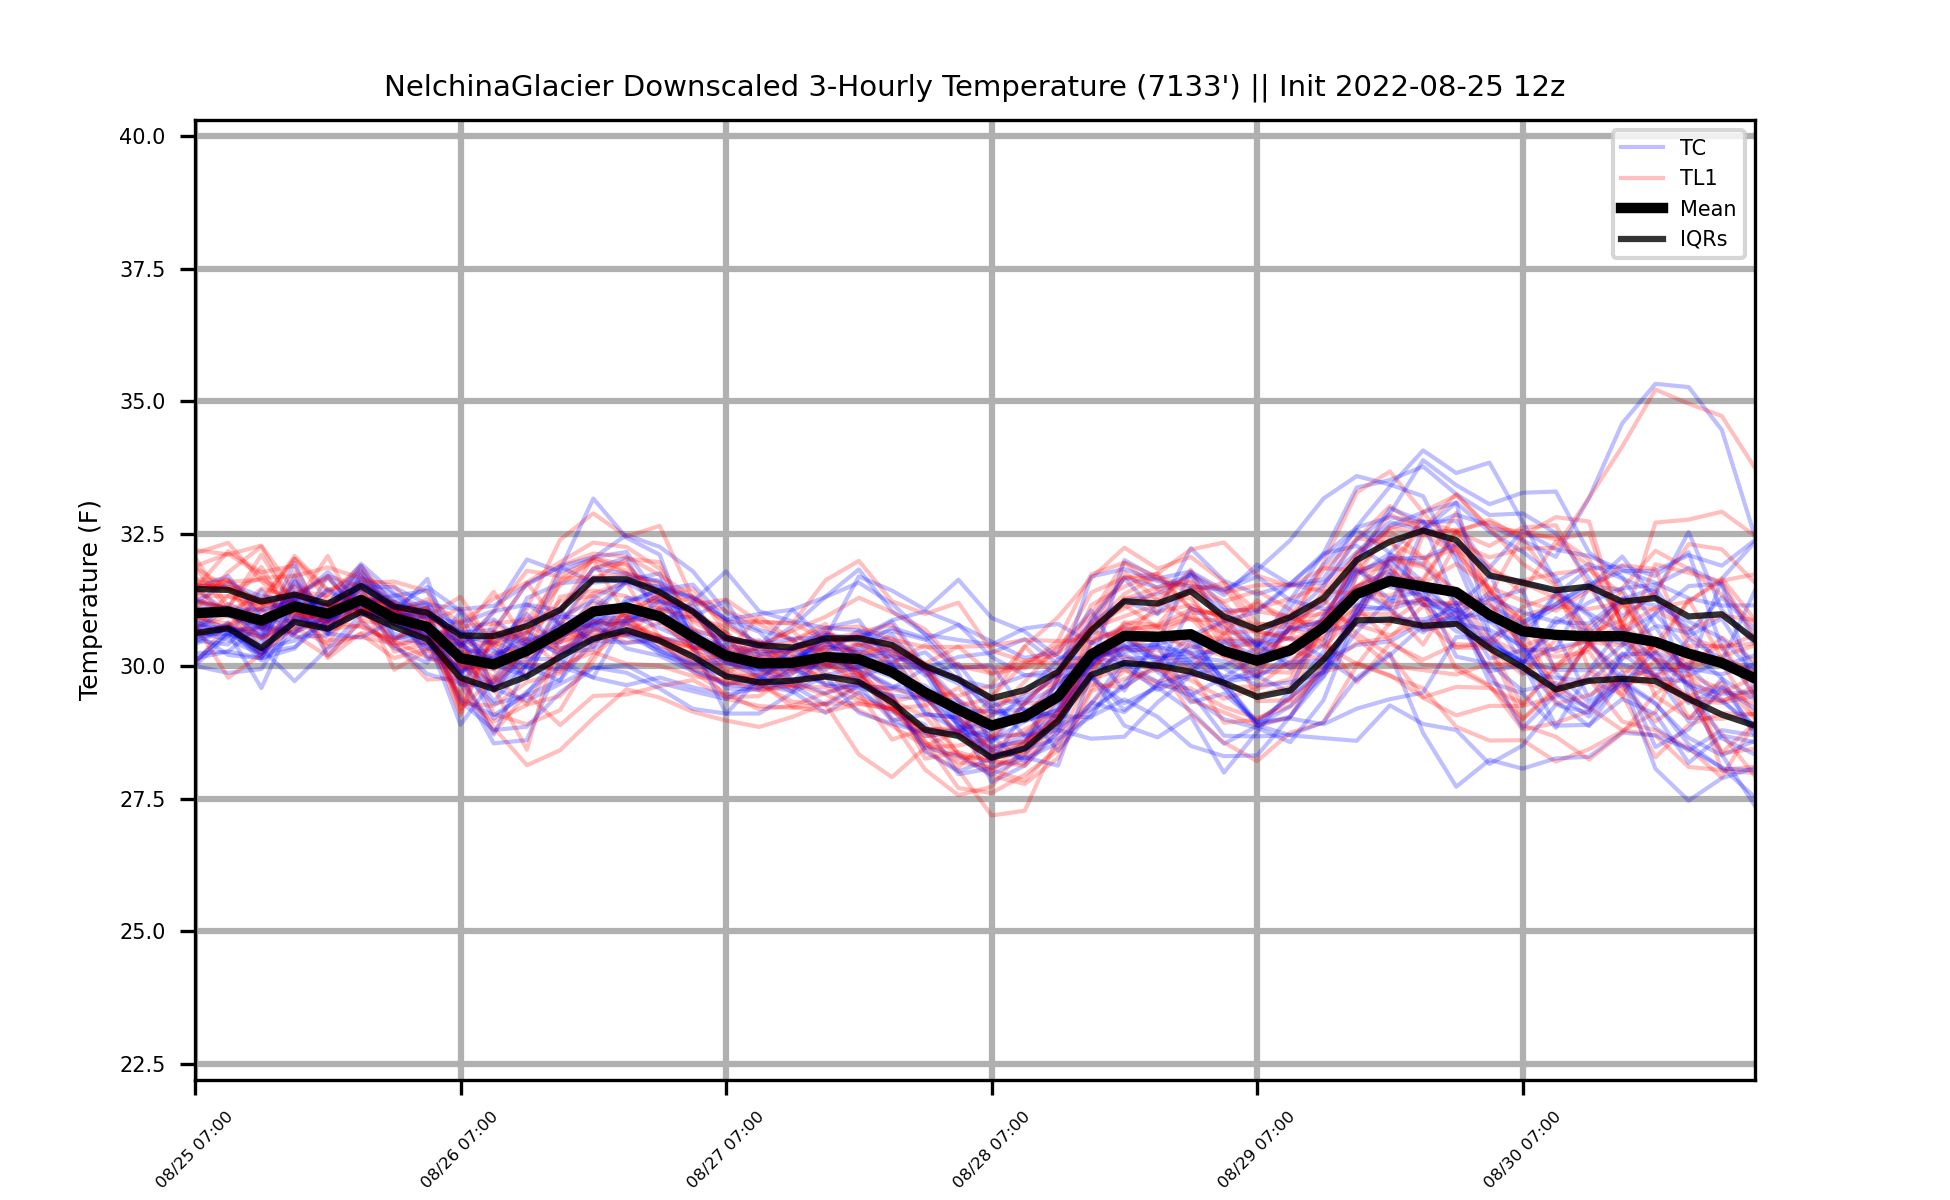 NelchinaGlacier Downscaled 3-Hourly Temperature (7133') || Init 2022-08-25 12z
TC
TL1
Mean
IQRs
Temperature (F)
40.0
37.5
35.0
32.5
30.0
27.5
25.0
22.5
08/25 07:00
08/26 07:00
08/27 07:00
08/28 07:00
08/29 07:00
08/30 07:00